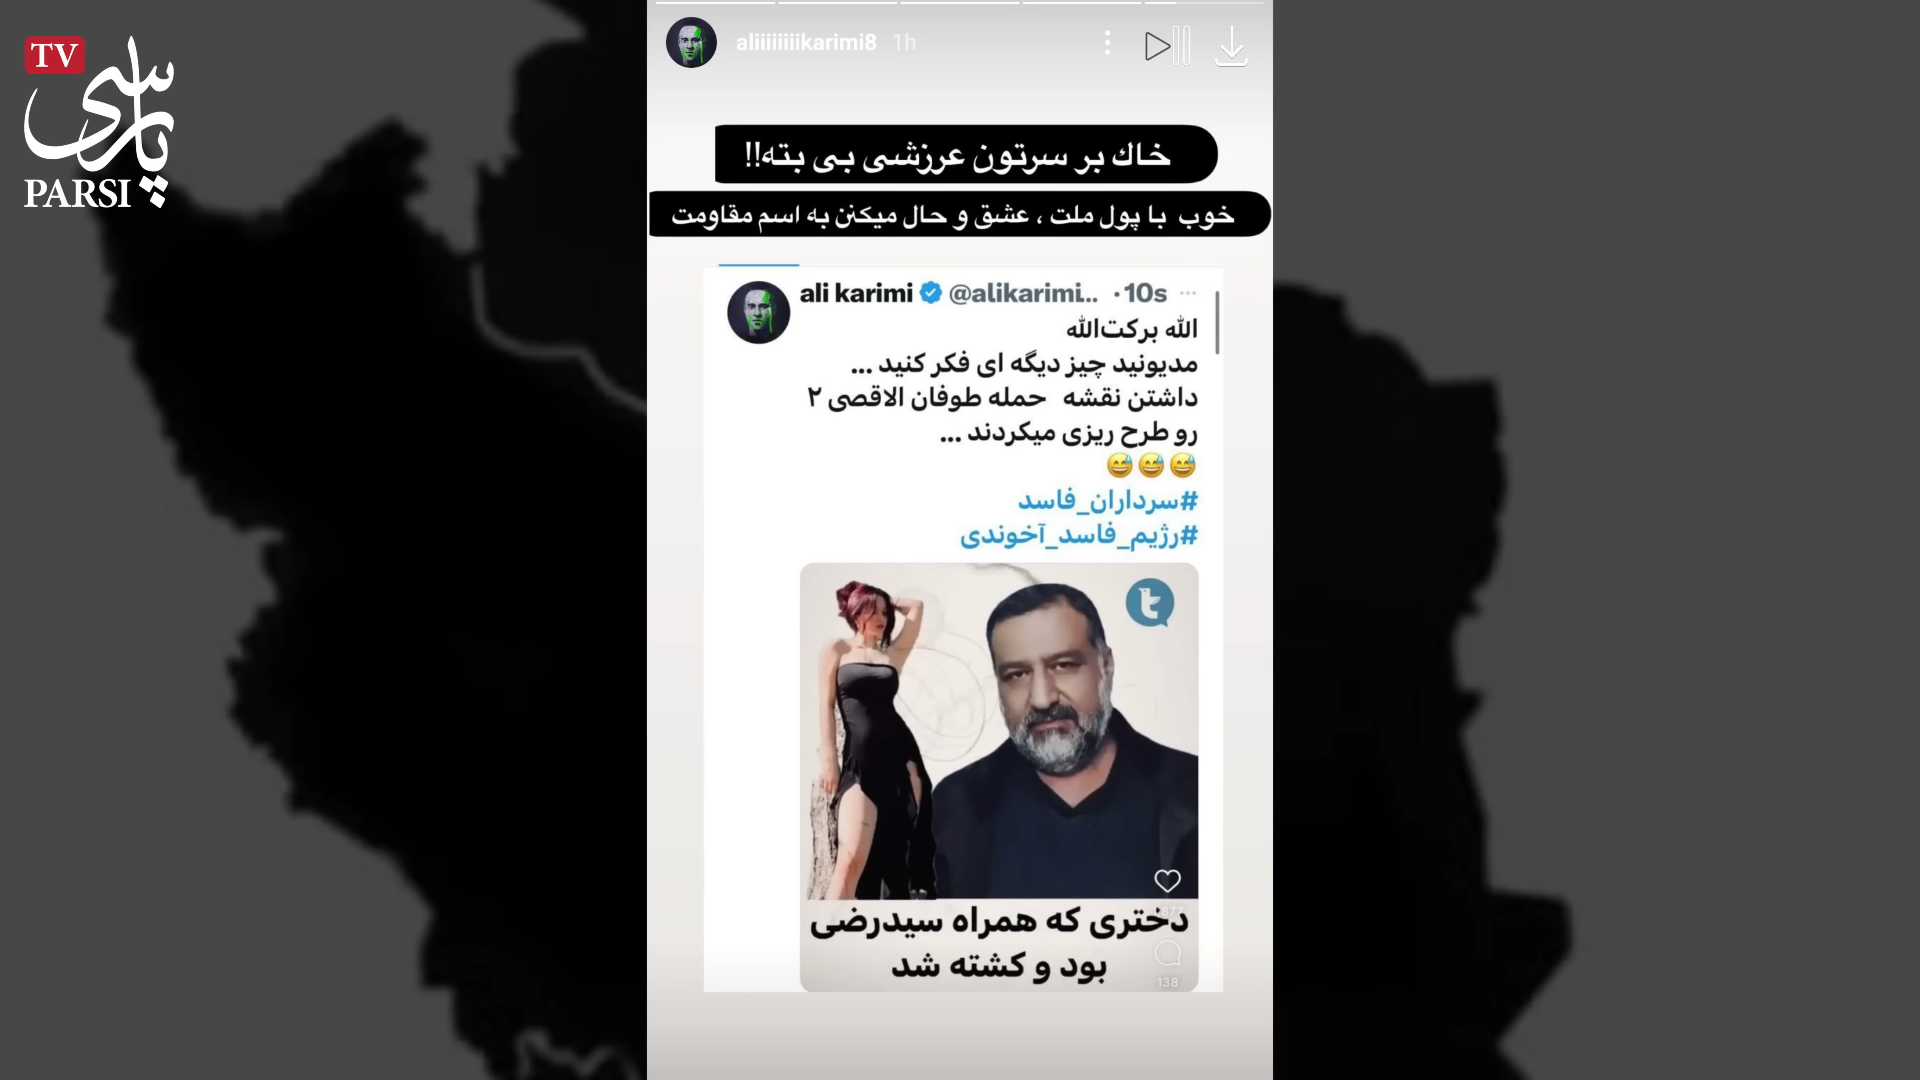 TV
پارسی
PARSI
aliiiiiiiikarimi8 1h
خاك بر سرتون عرزشی بی بته!!
خوب با پول ملت ، عشق و حال میکنن به اسم مقاومت
ali karimi @alikarimi... · 10s ...
الله برکت‌الله
مدیونید چیز دیگه ای فکر کنید ...
داشتن نقشه حمله طوفان الاقصی ۲
رو طرح ریزی میکردند ...
#سرداران_فاسد
#رژیم_فاسد_آخوندی
t
دختری که همراه سیدرضی
بود و کشته شد
138